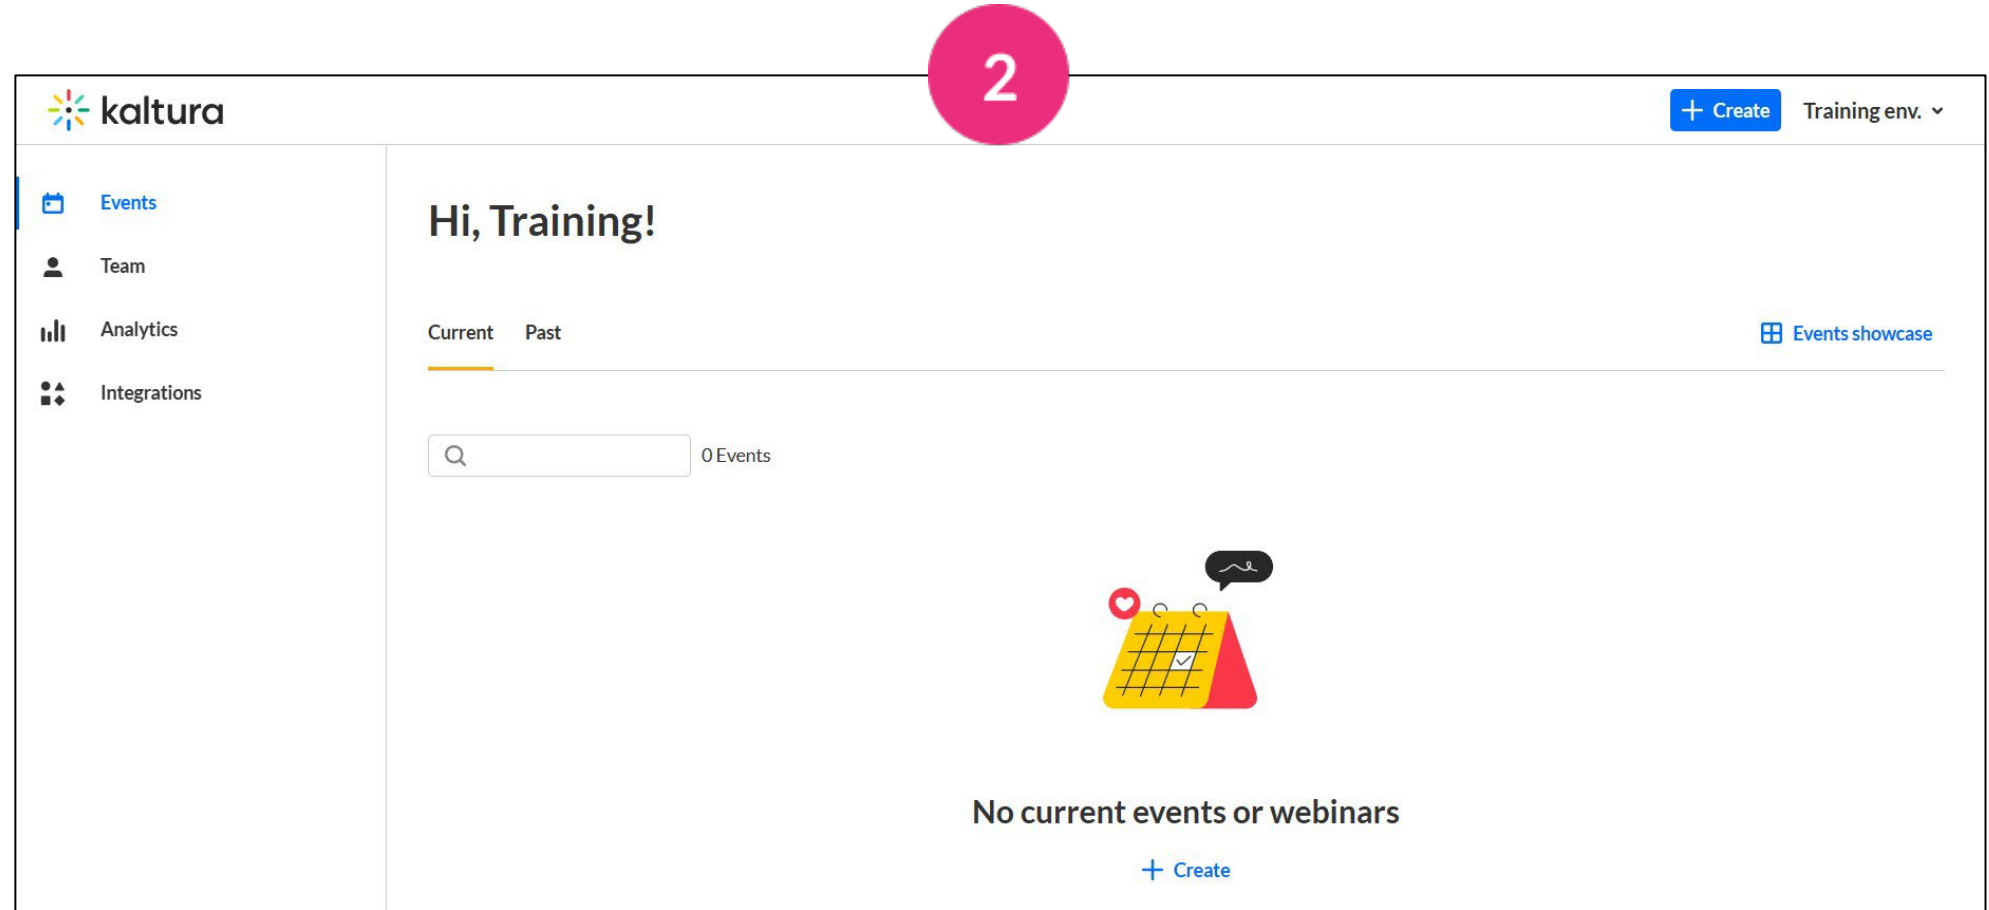 2
kaltura
Create
Training env.
Events
Team
Analytics
Integrations
Hi, Training!
Current Past
Events showcase
0 Events
No current events or webinars
Create